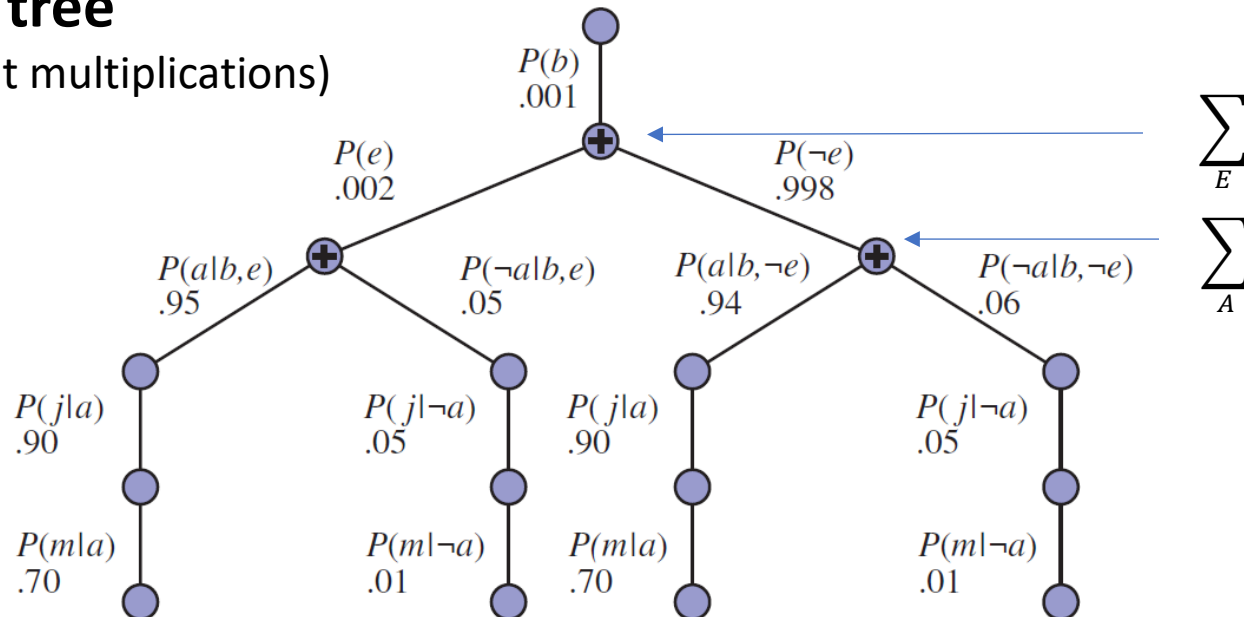 tree
t multiplications)
P(b)
.001
P(e)
.002
P(¬e)
.998
∑
E
P(a|b,e)
.95
P(¬a|b,e)
.05
P(a|b,¬e)
.94
P(¬a|b,¬e)
.06
∑
A
P(j|a)
.90
P(j|¬a)
.05
P(j|a)
.90
P(j|¬a)
.05
P(m|a)
.70
P(m|¬a)
.01
P(m|a)
.70
P(m|¬a)
.01